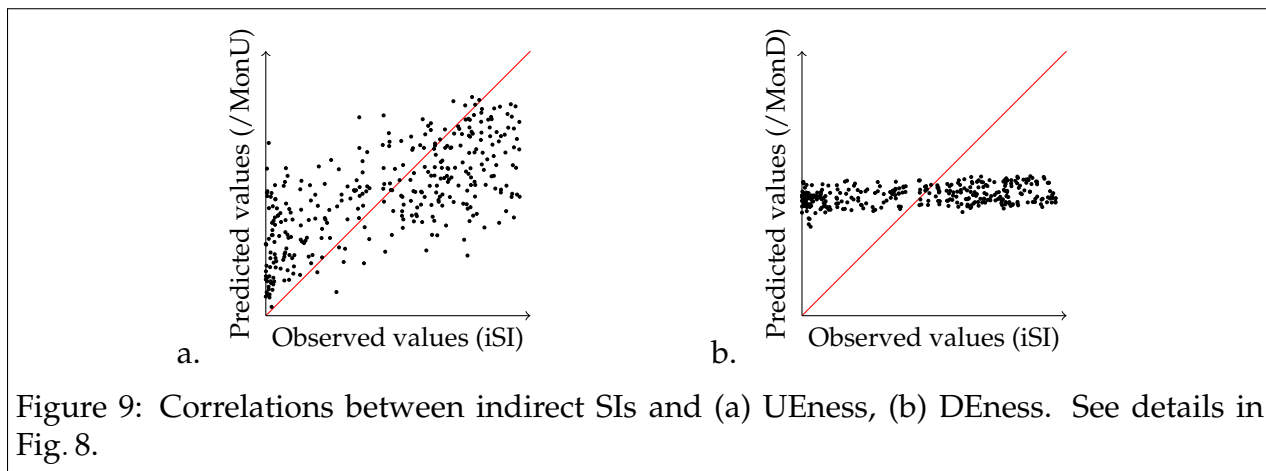 Predicted values (/MonU)
Observed values (iSI)
a.
Predicted values (/MonD)
Observed values (iSI)
b.
Figure 9: Correlations between indirect SIs and (a) UEness, (b) DEness. See details in
Fig. 8.